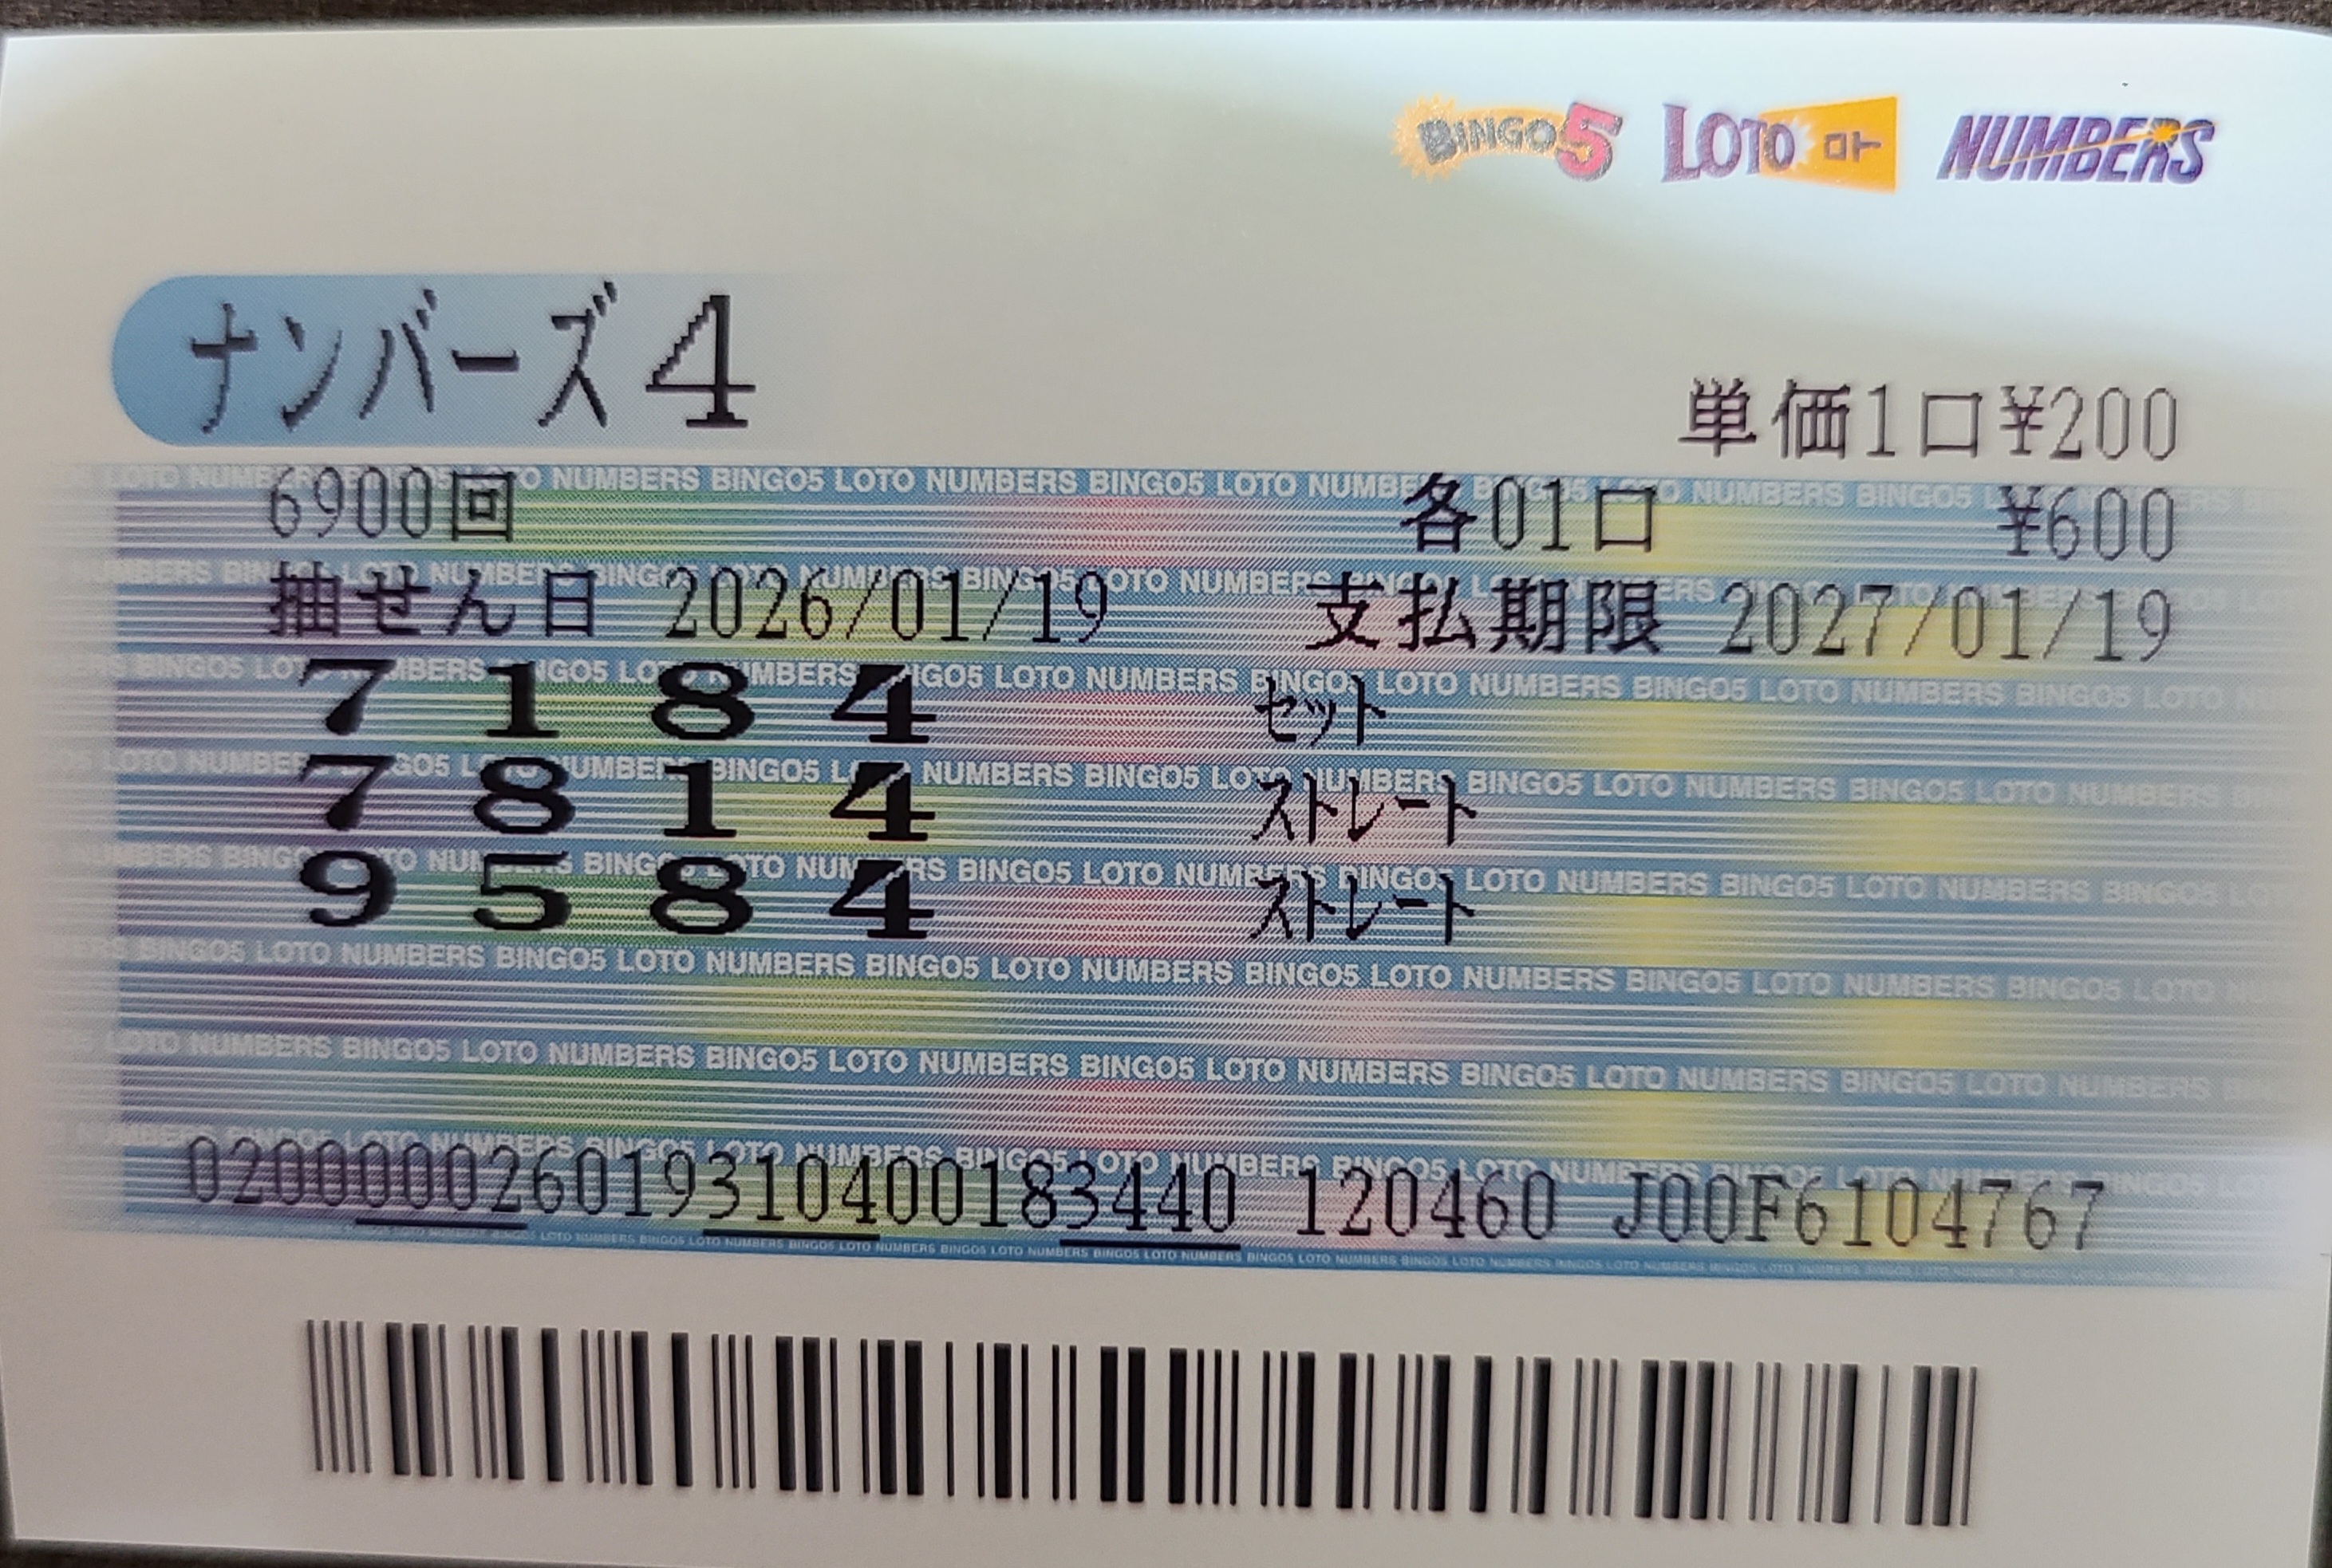 BINGO5 LOTO ロト NUMBERS
ナンバーズ4
単価1口¥200
6900回 各01口 ¥600
抽せん日 2026/01/19 支払期限 2027/01/19
7 1 8 4 セット
7 8 1 4 ストレート
9 5 8 4 ストレート
020000026019310400183440 120460 J00F6104767